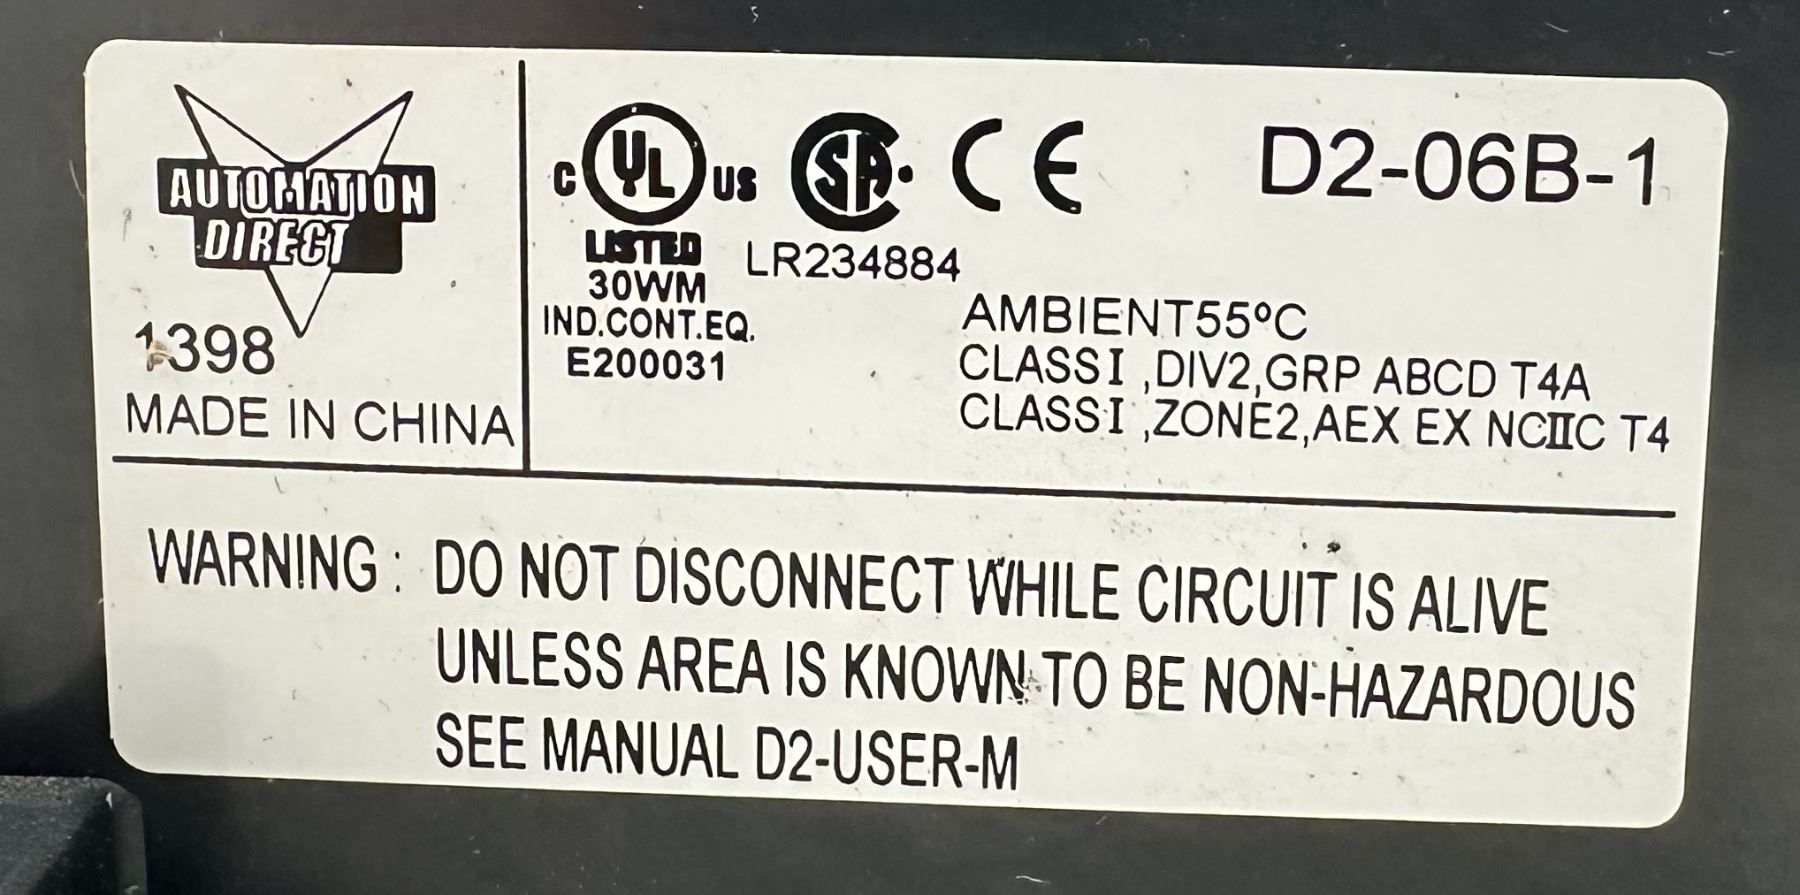 AUTOMATION
DIRECT
1398
MADE IN CHINA
C UL US
LISTED
30WM
IND.CONT.EQ.
E200031
SA
LR234884
CE
D2-06B-1
AMBIENT55°C
CLASS I ,DIV2,GRP ABCD T4A
CLASS I ,ZONE2,AEX EX NCIIC T4
WARNING : DO NOT DISCONNECT WHILE CIRCUIT IS ALIVE
UNLESS AREA IS KNOWN TO BE NON-HAZARDOUS
SEE MANUAL D2-USER-M